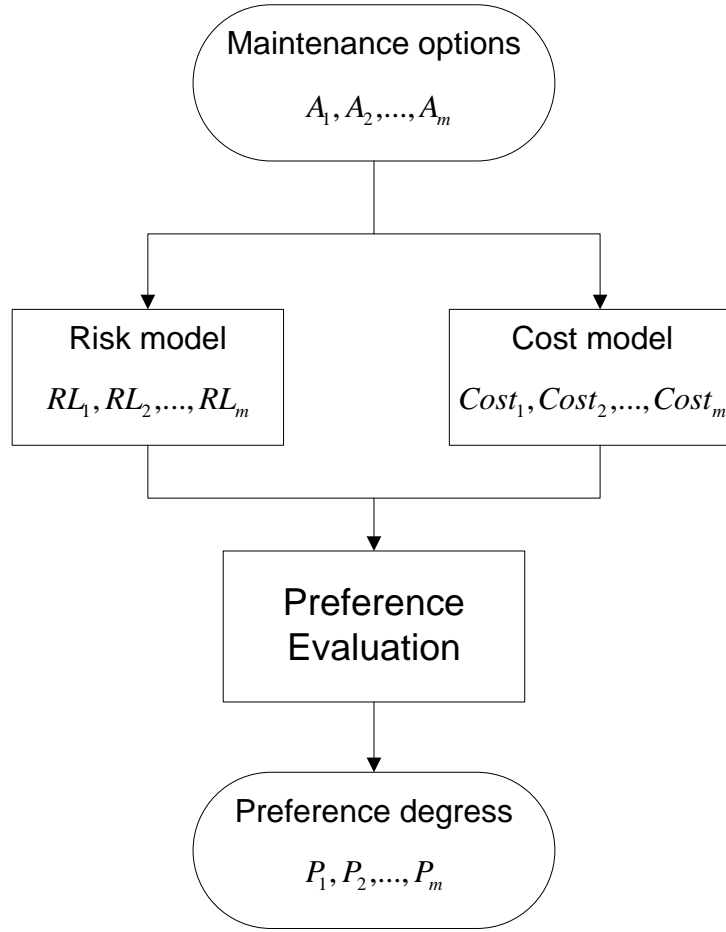 Maintenance options
A₁, A₂,..., Aₘ
Risk model
RL₁, RL₂,..., RLₘ
Cost model
Cost₁, Cost₂,..., Costₘ
Preference
Evaluation
Preference degress
P₁, P₂,..., Pₘ